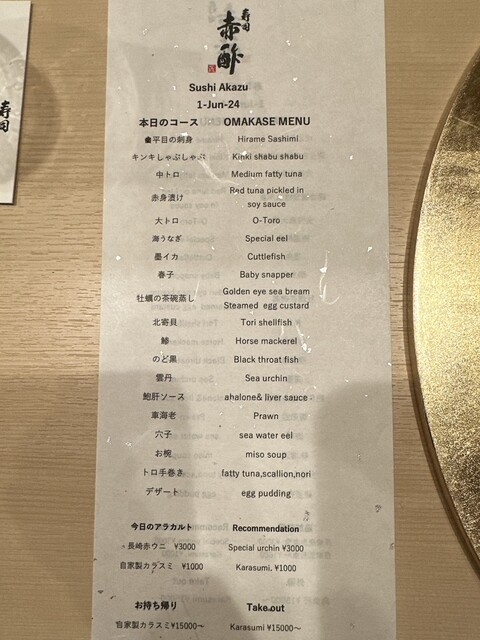 寿司
赤酢
Sushi Akazu
1-Jun-24
本日のコース OMAKASE MENU
平目の刺身 Hirame Sashimi
キンキしゃぶしゃぶ Kinki shabu shabu
中トロ Medium fatty tuna
赤身漬け Red tuna pickled in
soy sauce
大トロ O-Toro
海うなぎ Special eel
墨イカ Cuttlefish
春子 Baby snapper
牡蠣の茶碗蒸し Golden eye sea bream
Steamed egg custard
北寄貝 Tori shellfish
鯵 Horse mackerel
のど黒 Black throat fish
雲丹 Sea urchin
鮑肝ソース ahalone& liver sauce
車海老 Prawn
穴子 sea water eel
お椀 miso soup
トロ手巻き fatty tuna,scallion,nori
デザート egg pudding
今日のアラカルト Recommendation
長崎赤ウニ ¥3000 Special urchin ¥3000
自家製カラスミ ¥1000 Karasumi. ¥1000
お持ち帰り Take out
自家製カラスミ¥15000～ Karasumi ¥15000～
寿司